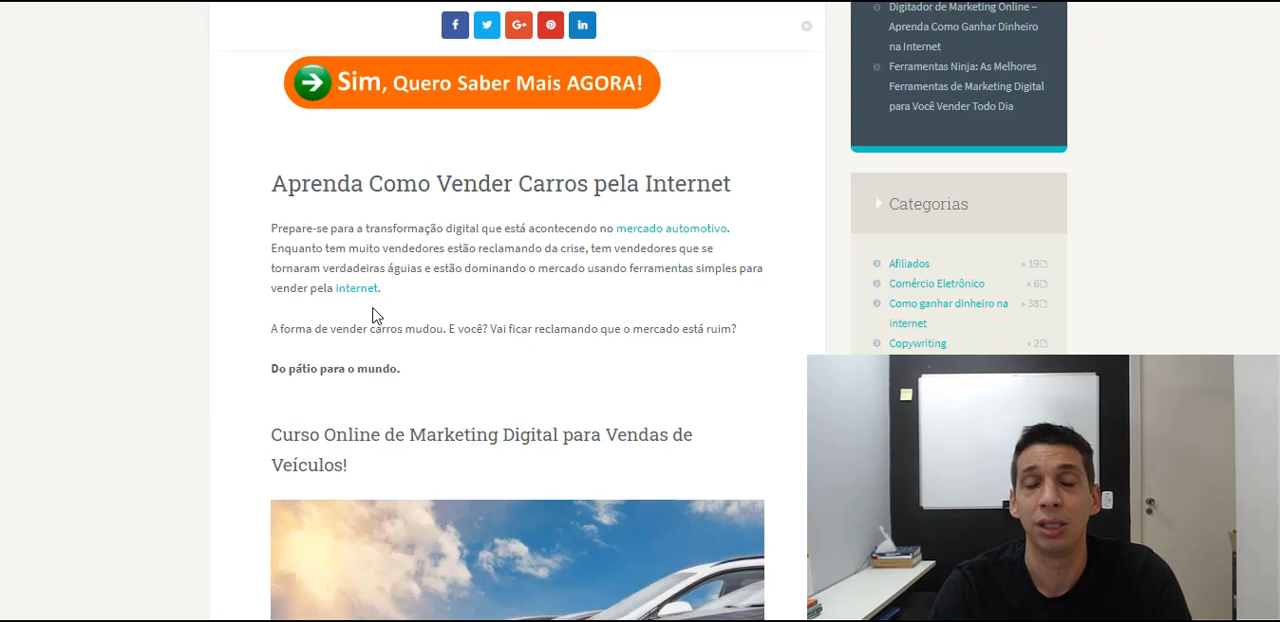 Sim, Quero Saber Mais AGORA!
Aprenda Como Vender Carros pela Internet
Prepare-se para a transformação digital que está acontecendo no mercado automotivo.
Enquanto tem muito vendedores estão reclamando da crise, tem vendedores que se
tornaram verdadeiras águias e estão dominando o mercado usando ferramentas simples para
vender pela internet.
A forma de vender carros mudou. E você? Vai ficar reclamando que o mercado está ruim?
Do pátio para o mundo.
Curso Online de Marketing Digital para Vendas de
Veículos!
Digitador de Marketing Online –
Aprenda Como Ganhar Dinheiro
na Internet
Ferramentas Ninja: As Melhores
Ferramentas de Marketing Digital
para Você Vender Todo Dia
Categorias
Afiliados » 19
Comércio Eletrônico » 6
Como ganhar dinheiro na » 38
internet
Copywriting » 2